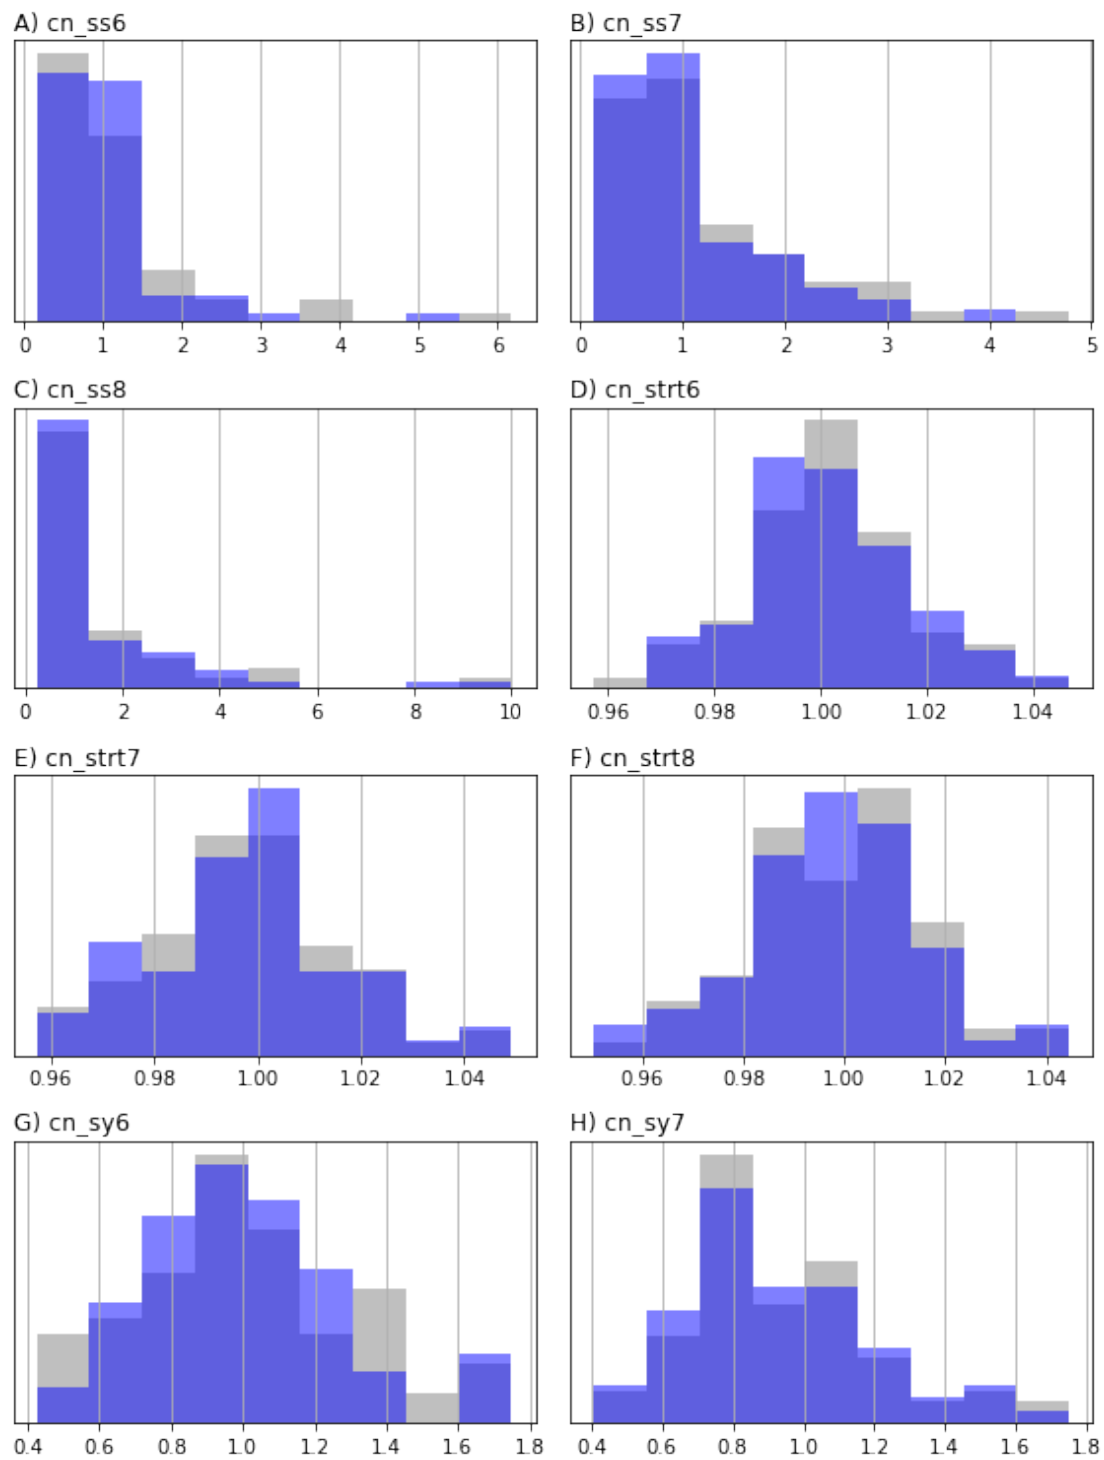 A) cn_ss6
B) cn_ss7
0 1 2 3 4 5 6
0 1 2 3 4 5
C) cn_ss8
D) cn_strt6
0 2 4 6 8 10
0.96 0.98 1.00 1.02 1.04
E) cn_strt7
F) cn_strt8
0.96 0.98 1.00 1.02 1.04
0.96 0.98 1.00 1.02 1.04
G) cn_sy6
H) cn_sy7
0.4 0.6 0.8 1.0 1.2 1.4 1.6 1.8
0.4 0.6 0.8 1.0 1.2 1.4 1.6 1.8